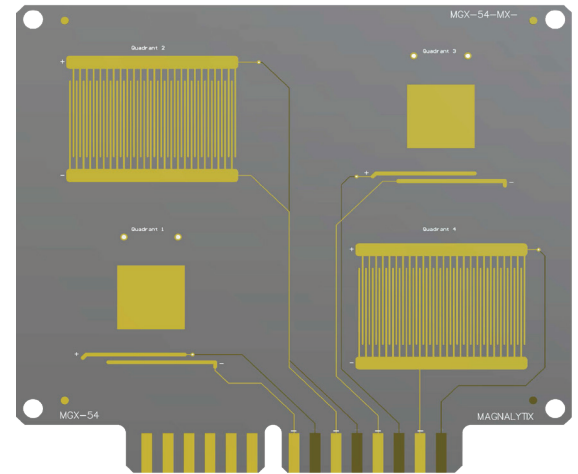 MGX-54-MX-
Quadrant 2
Quadrant 3
+
-
+
-
Quadrant 1
Quadrant 4
+
-
+
-
MGX-54
MAGNALYTIX